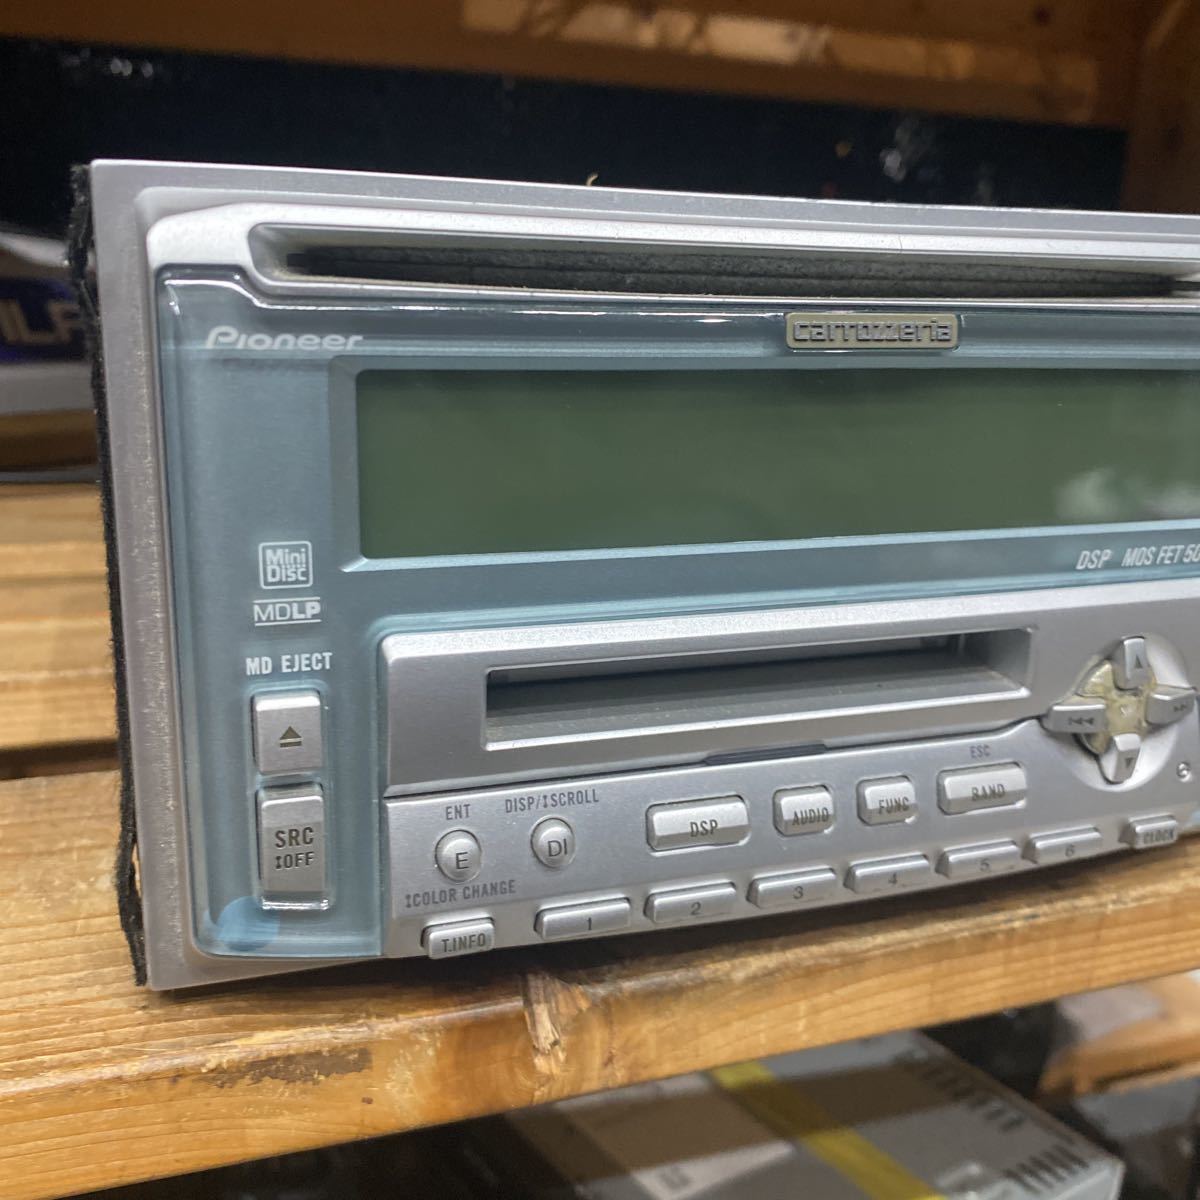 Pioneer
carrozzeria
Mini Disc
MDLP
DSP MOS FET 50
MD EJECT
SRC
OFF
ENT
DISP/SCROLL
E
DI
COLOR CHANGE
DSP
AUDIO
FUNC
ESC
BAND
T.INFO
1
2
3
4
5
6
CLOCK